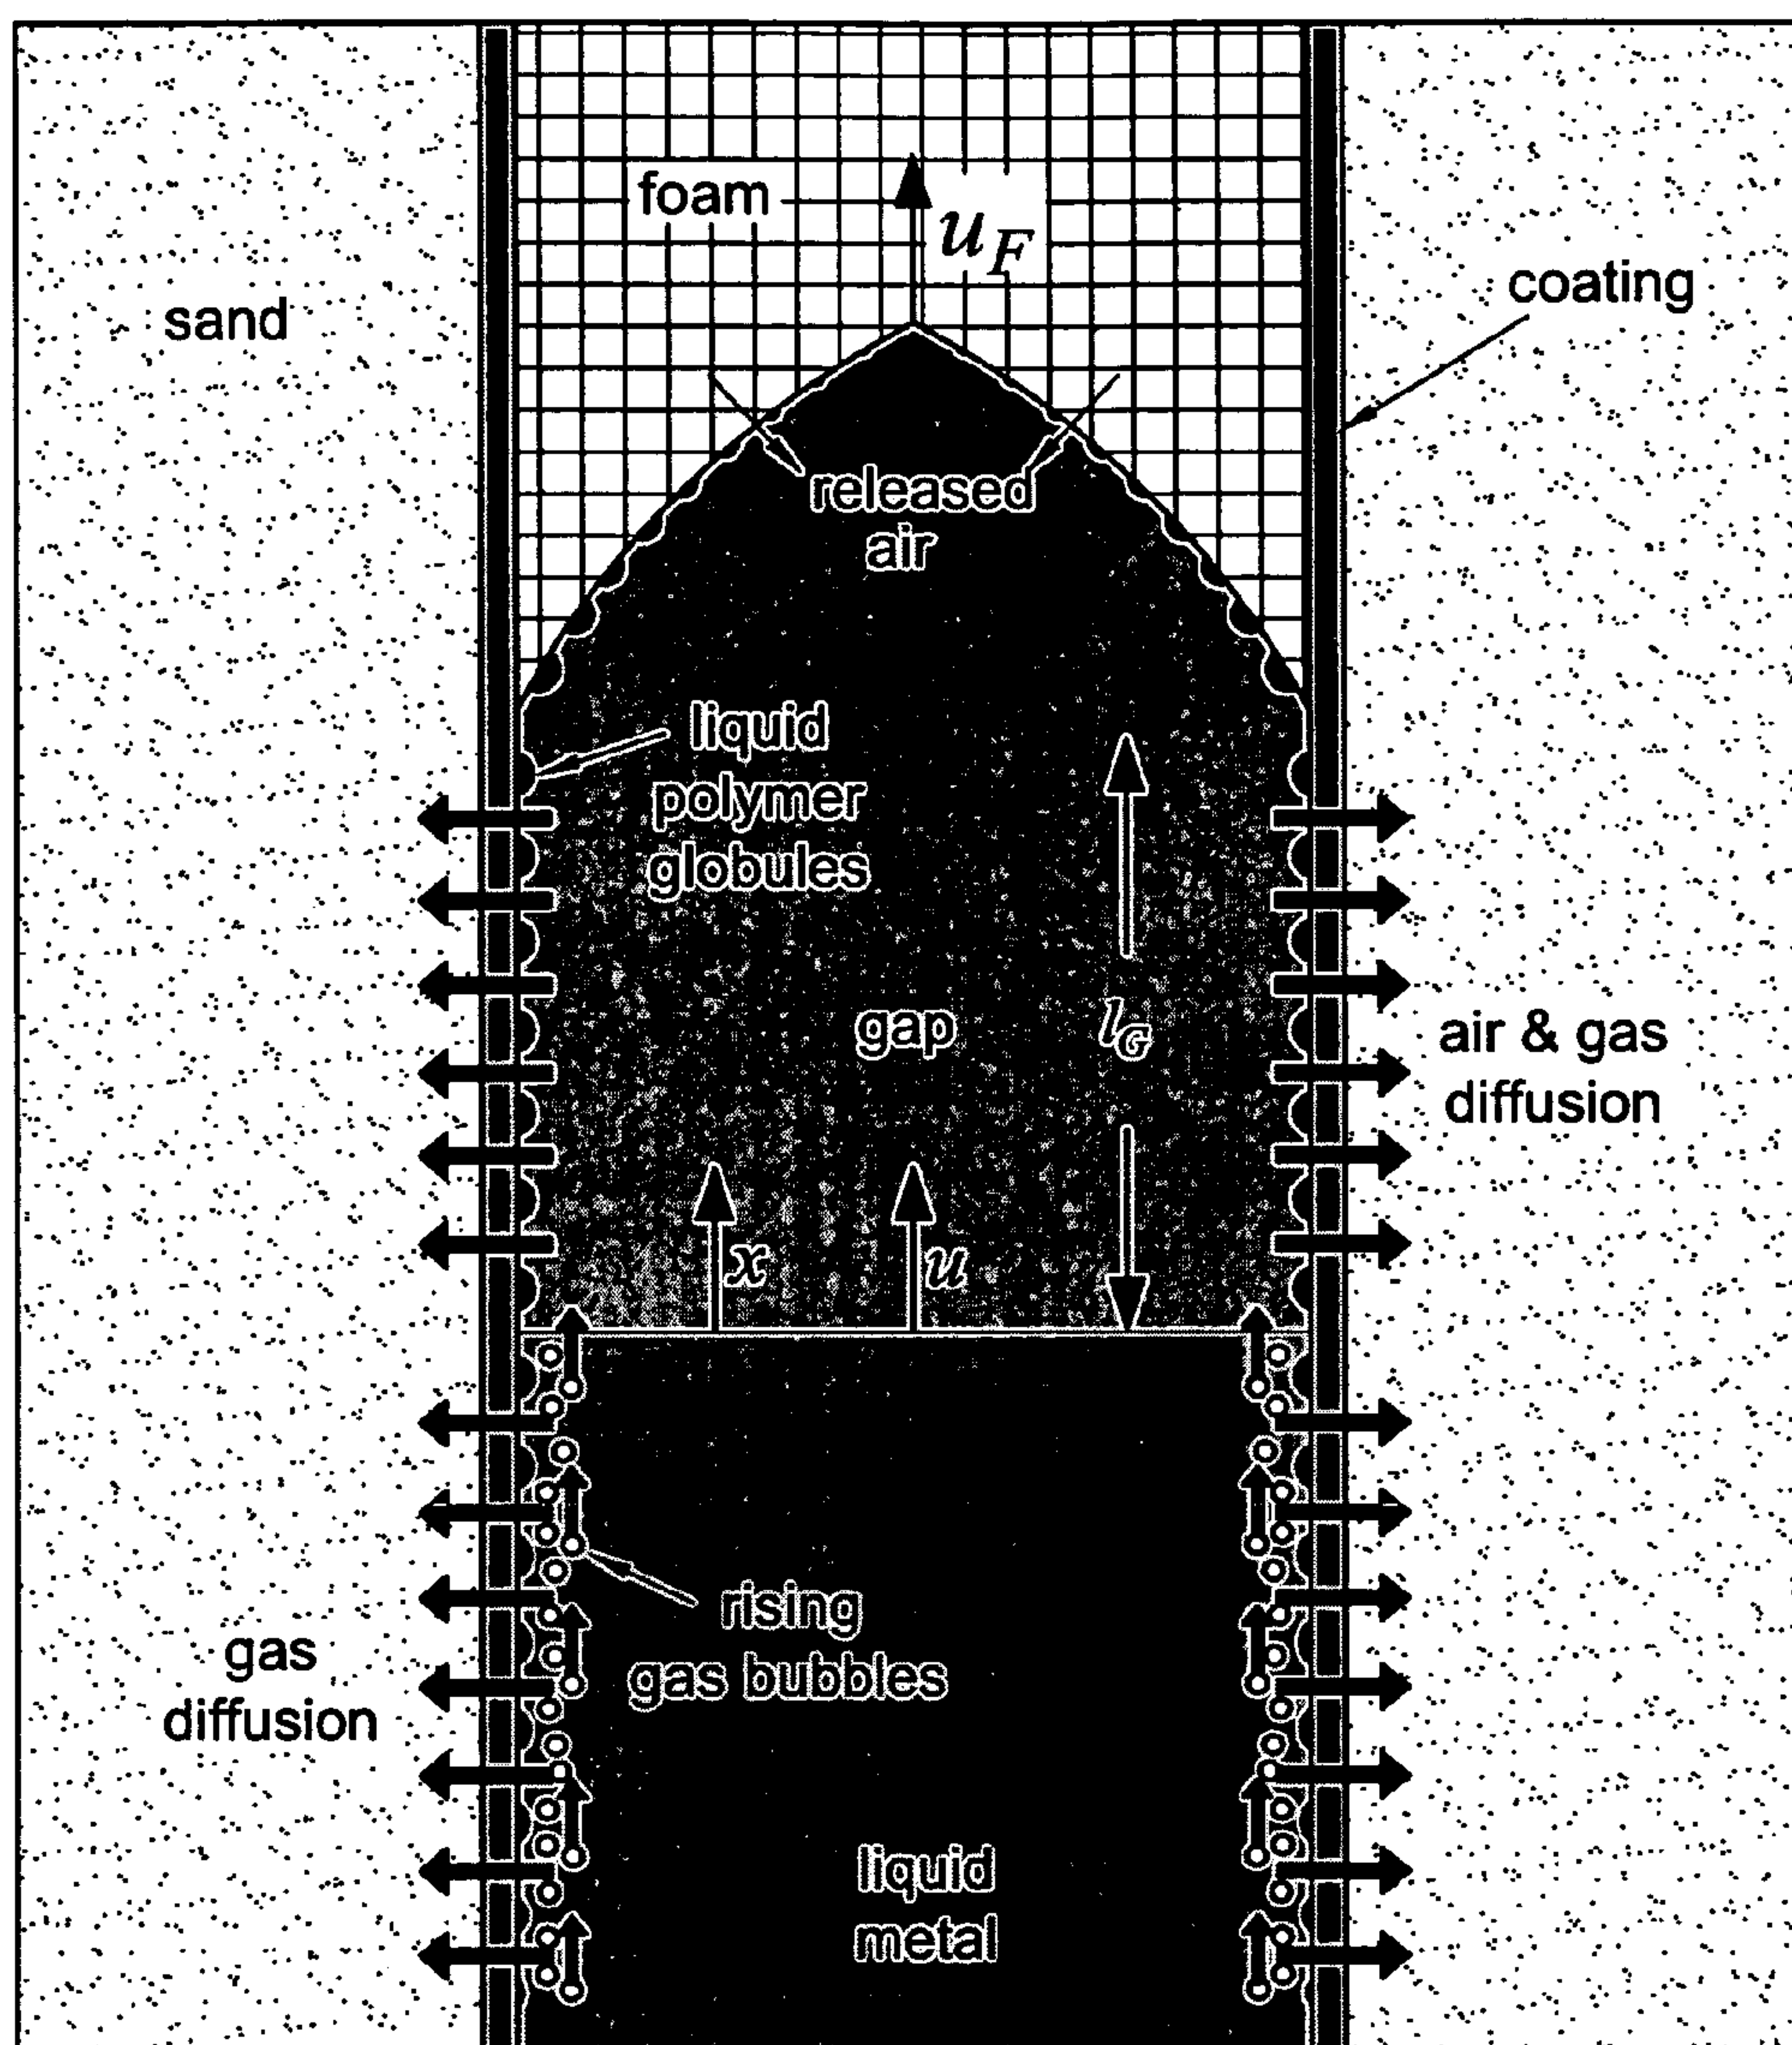 foam
u_F
coating
sand
released
air
liquid
polymer
globules
gap
l_G
air & gas
diffusion
x
u
rising
gas bubbles
gas
diffusion
liquid
metal